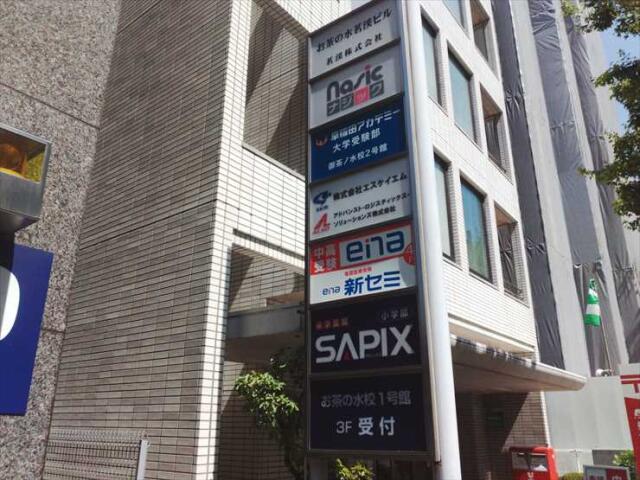 お茶の水茗渓ビル
茗渓株式会社
nasic
ナジック
早稲田アカデミー
大学受験部
御茶ノ水校2号館
株式会社エスケイエム
アドバンスト・ロジスティックス・
ソリューションズ株式会社
中高
受験
ena
ena 新セミ
小学部
SAPIX
お茶の水校1号館
3F 受付